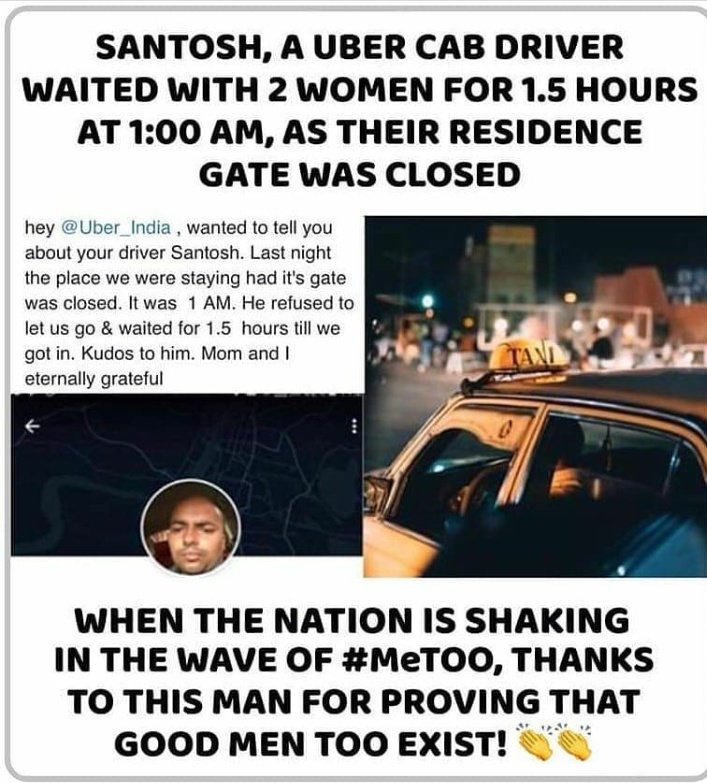 SANTOSH, A UBER CAB DRIVER
WAITED WITH 2 WOMEN FOR 1.5 HOURS
AT 1:00 AM, AS THEIR RESIDENCE
GATE WAS CLOSED
hey @Uber_India , wanted to tell you
about your driver Santosh. Last night
the place we were staying had it's gate
was closed. It was 1 AM. He refused to
let us go & waited for 1.5 hours till we
got in. Kudos to him. Mom and I
eternally grateful
TAXI
WHEN THE NATION IS SHAKING
IN THE WAVE OF #MeTOO, THANKS
TO THIS MAN FOR PROVING THAT
GOOD MEN TOO EXIST! 👏👏